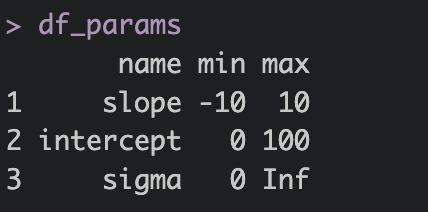 > df_params
name min max
1 slope -10 10
2 intercept 0 100
3 sigma 0 Inf